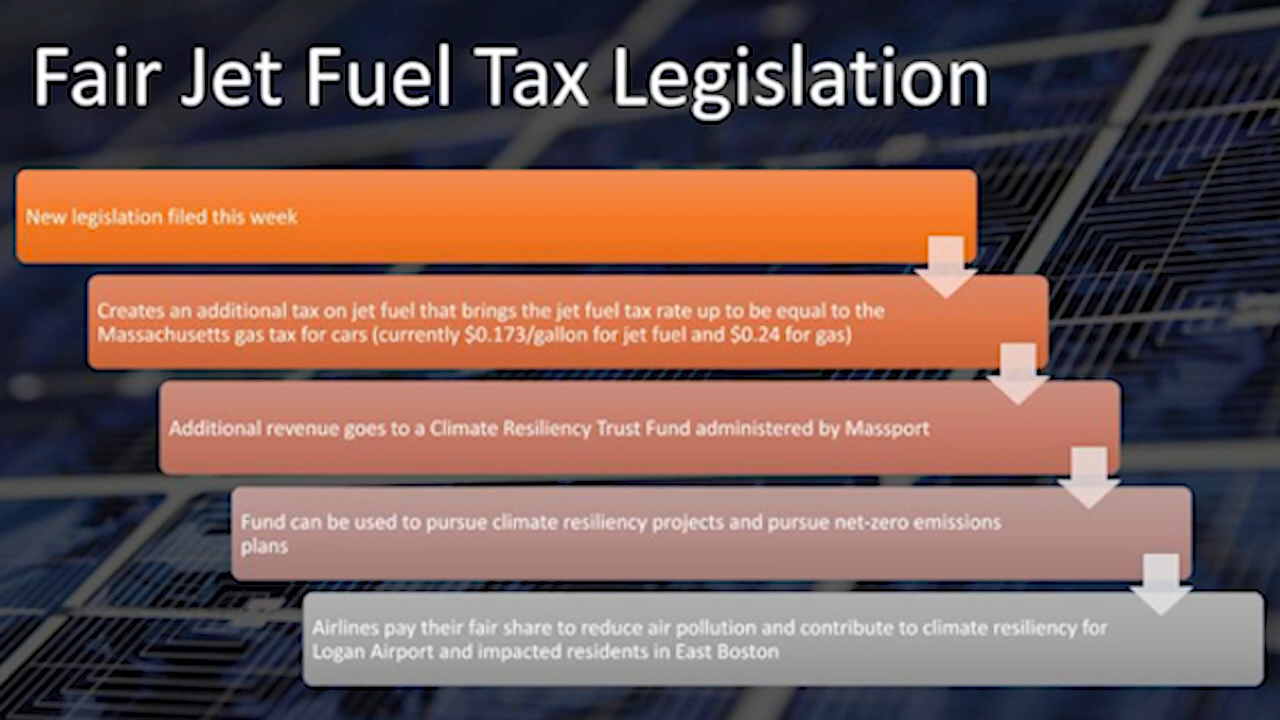 Fair Jet Fuel Tax Legislation
New legislation filed this week
Creates an additional tax on jet fuel that brings the jet fuel tax rate up to be equal to the
Massachusetts gas tax for cars (currently $0.173/gallon for jet fuel and $0.24 for gas)
Additional revenue goes to a Climate Resiliency Trust Fund administered by Massport
Fund can be used to pursue climate resiliency projects and pursue net-zero emissions
plans
Airlines pay their fair share to reduce air pollution and contribute to climate resiliency for
Logan Airport and impacted residents in East Boston